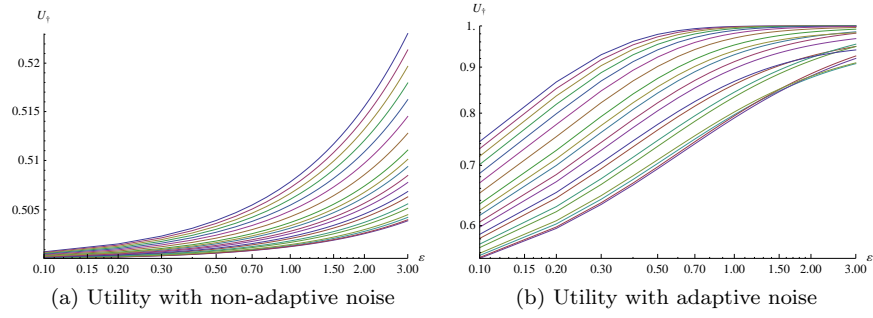 U†
0.52
0.515
0.51
0.505
0.10 0.15 0.20 0.30 0.50 0.70 1.00 1.50 2.00 3.00 ε
(a) Utility with non-adaptive noise
U†
1.
0.9
0.8
0.7
0.6
0.10 0.15 0.20 0.30 0.50 0.70 1.00 1.50 2.00 3.00 ε
(b) Utility with adaptive noise